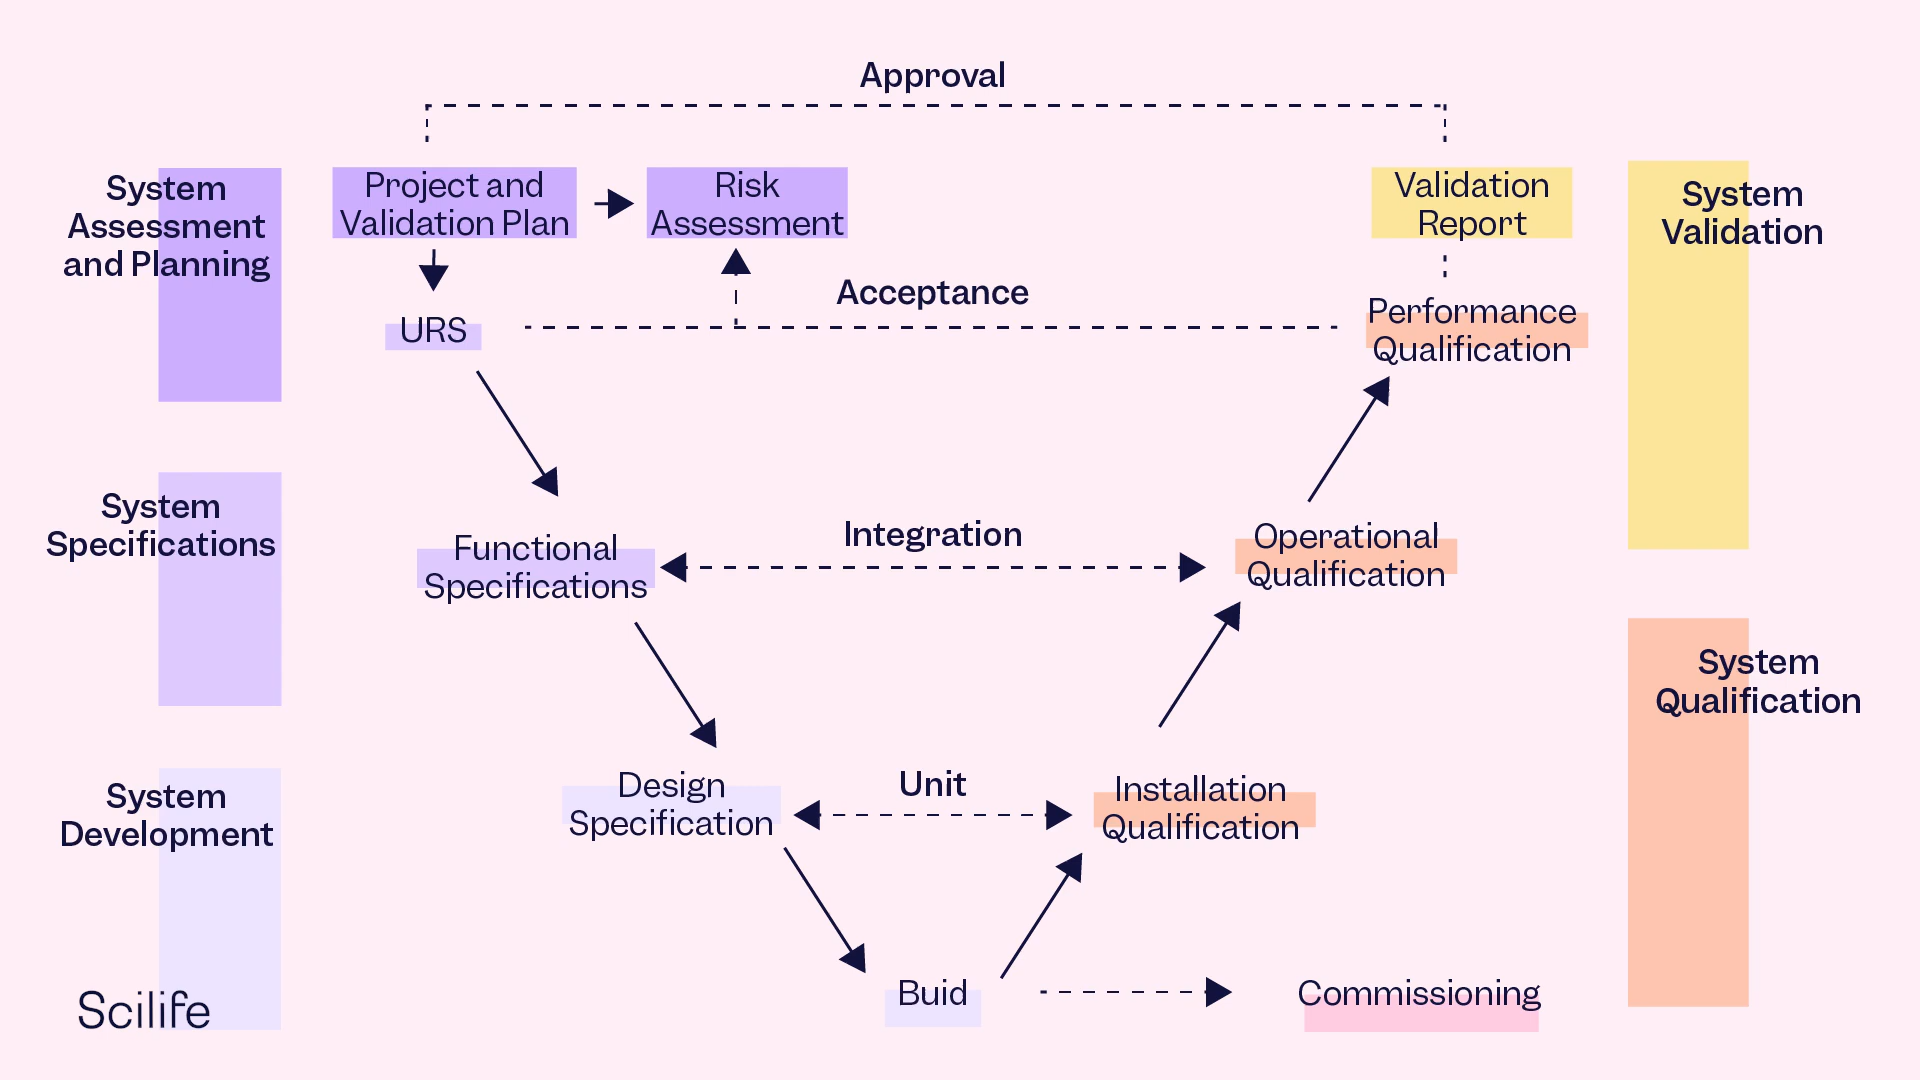 Approval
System
Assessment
and Planning
Project and
Validation Plan
Risk
Assessment
Validation
Report
System
Validation
Acceptance
URS
Performance
Qualification
System
Specifications
Functional
Specifications
Integration
Operational
Qualification
System
Qualification
System
Development
Design
Specification
Unit
Installation
Qualification
Buid
Commissioning
Scilife